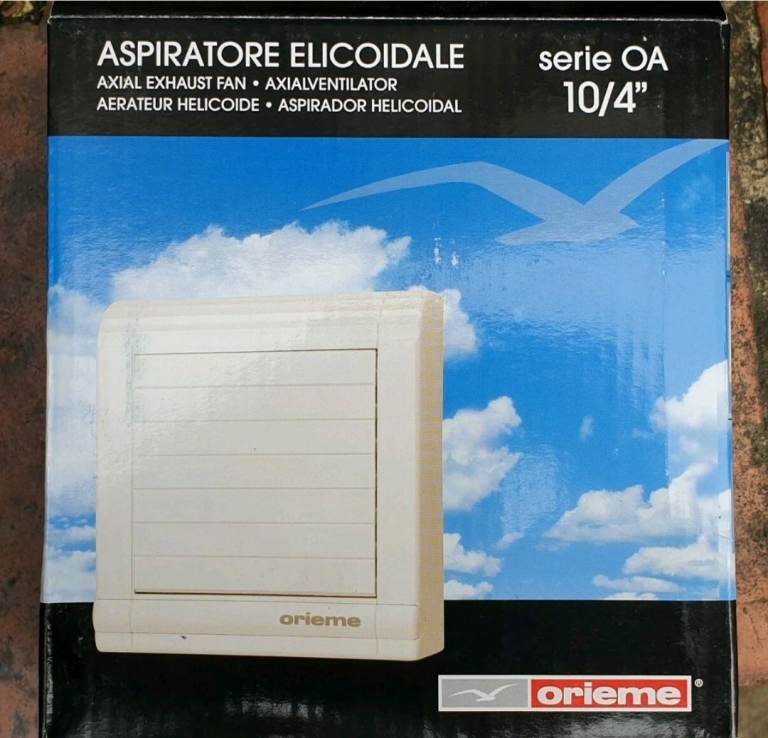 ASPIRATORE ELICOIDALE
AXIAL EXHAUST FAN • AXIALVENTILATOR
AERATEUR HELICOIDE • ASPIRADOR HELICOIDAL
serie OA
10/4”
orieme
orieme®